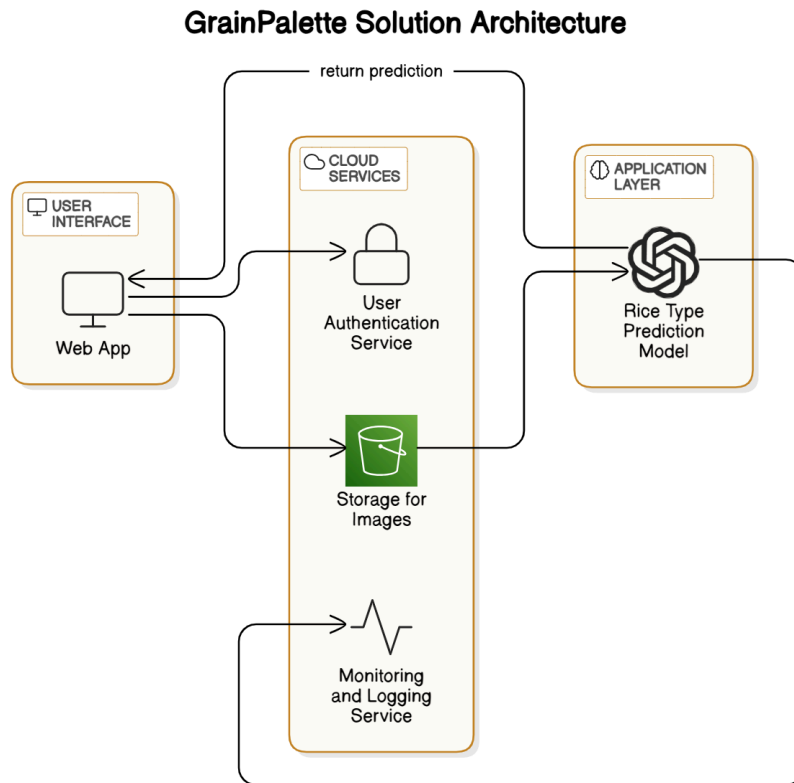 GrainPalette Solution Architecture
return prediction
USER
INTERFACE
Web App
CLOUD
SERVICES
User
Authentication
Service
Storage for
Images
Monitoring
and Logging
Service
APPLICATION
LAYER
Rice Type
Prediction
Model